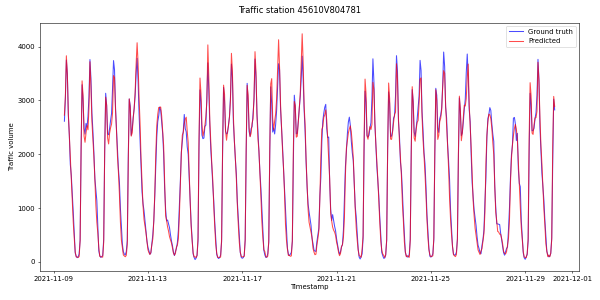 Traffic station 45610V804781
Ground truth
Predicted
Traffic volume
4000
3000
2000
1000
0
2021-11-09
2021-11-13
2021-11-17
2021-11-21
2021-11-25
2021-11-29
2021-12-01
Timestamp